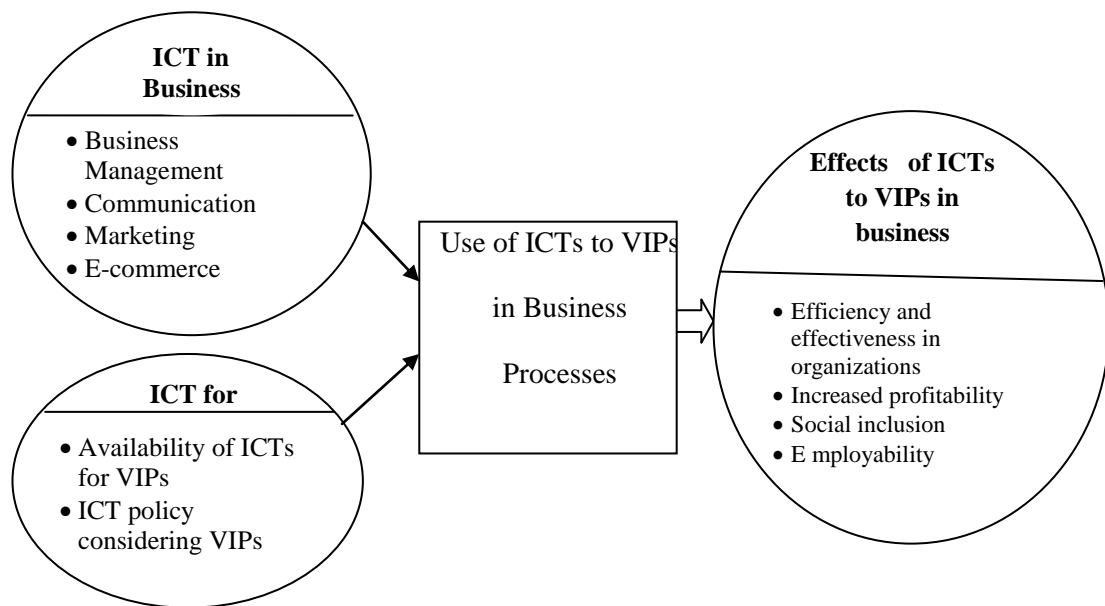 ICT in
Business
• Business
Management
• Communication
• Marketing
• E-commerce
ICT for
• Availability of ICTs
for VIPs
• ICT policy
considering VIPs
Use of ICTs to VIPs
in Business
Processes
Effects of ICTs
to VIPs in
business
• Efficiency and
effectiveness in
organizations
• Increased profitability
• Social inclusion
• E mployability